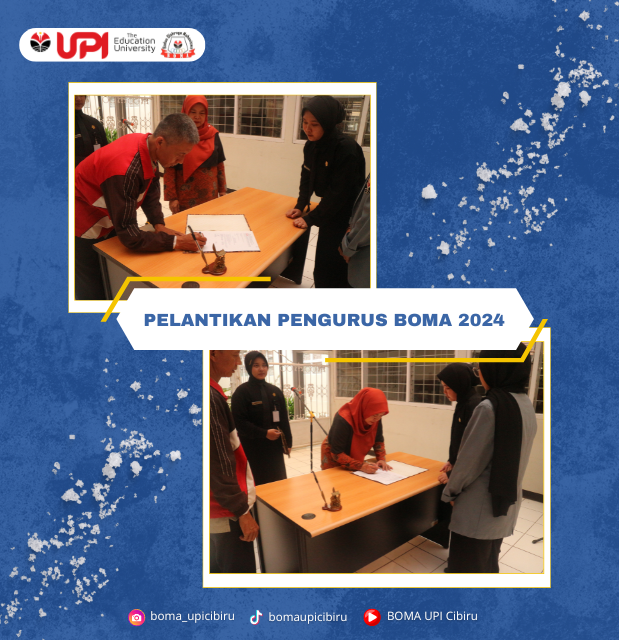 UPI
The
Education
University
PELANTIKAN PENGURUS BOMA 2024
boma_upicibiru
bomaupicibiru
BOMA UPI Cibiru